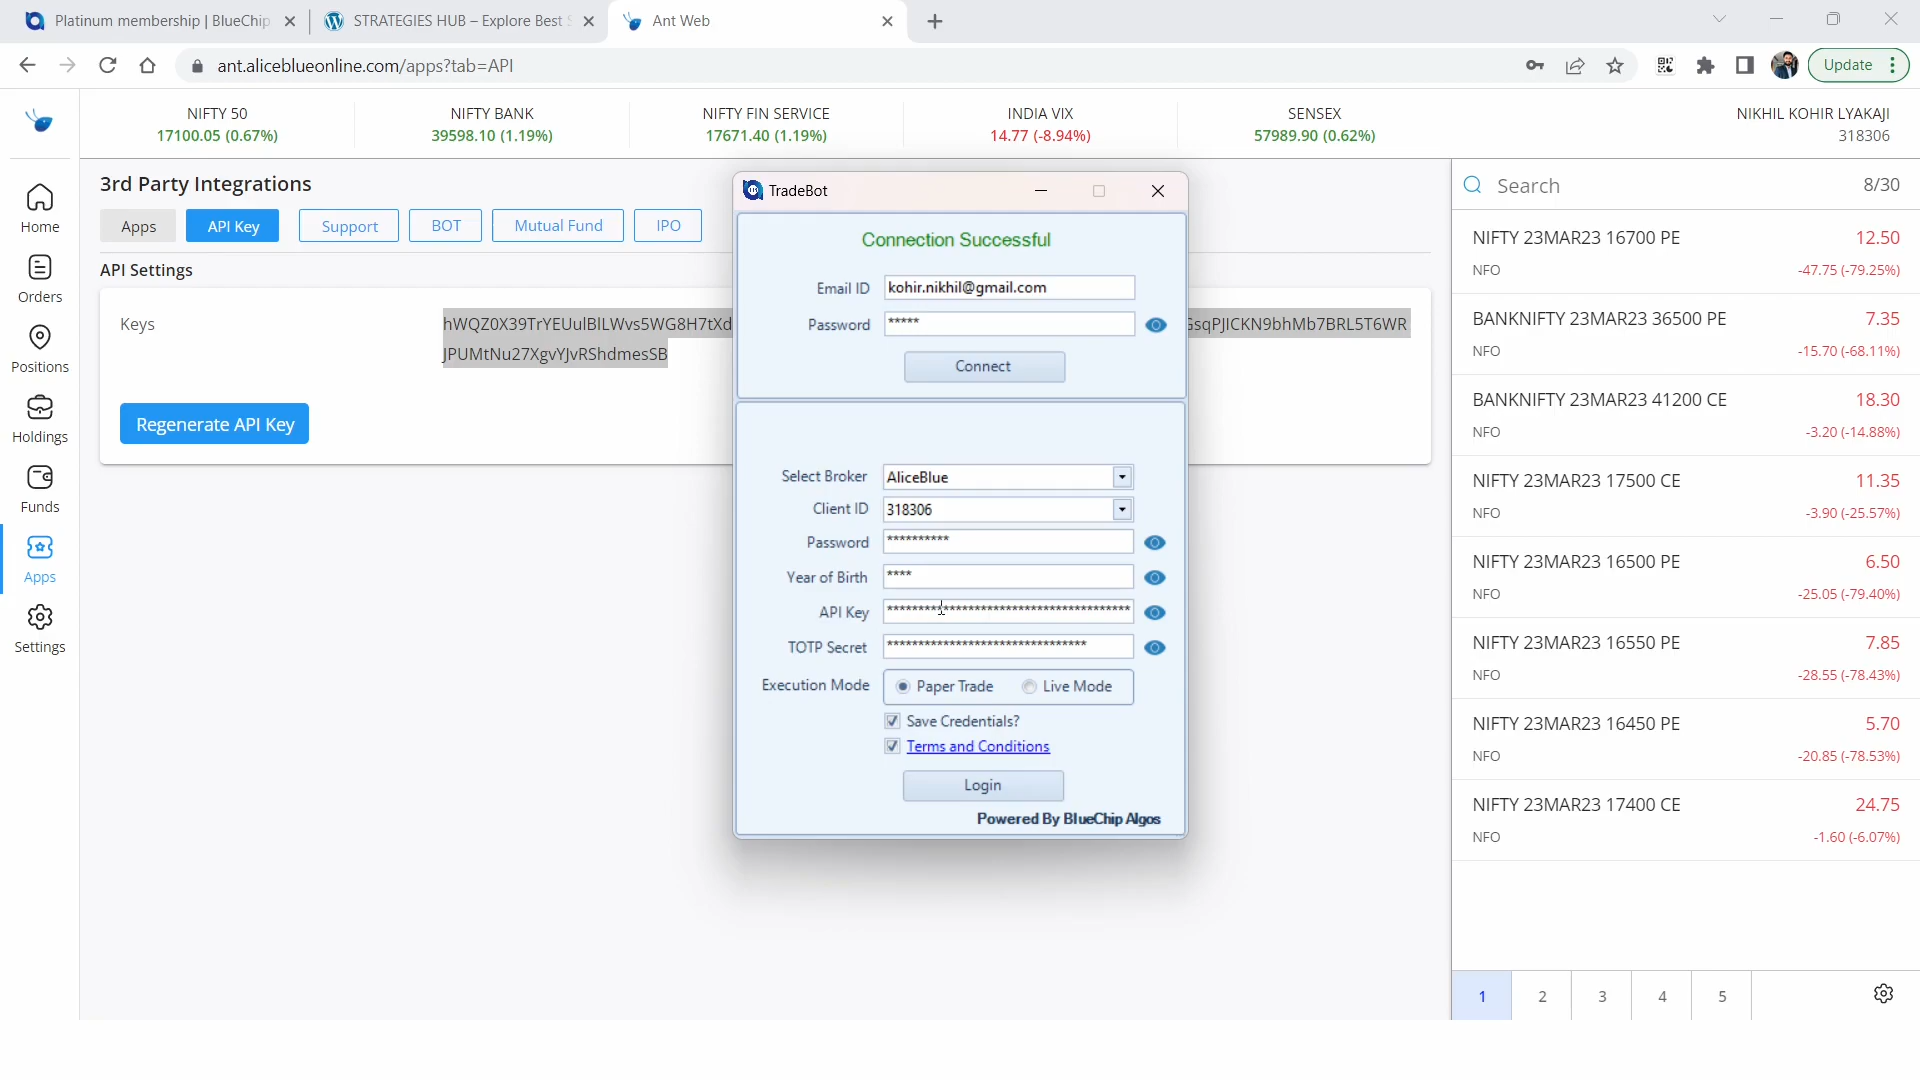 Platinum membership | BlueChip
STRATEGIES HUB – Explore Best S
Ant Web
ant.aliceblueonline.com/apps?tab=API
Update
NIFTY 50
17100.05 (0.67%)
NIFTY BANK
39598.10 (1.19%)
NIFTY FIN SERVICE
17671.40 (1.19%)
INDIA VIX
14.77 (-8.94%)
SENSEX
57989.90 (0.62%)
NIKHIL KOHIR LYAKAJI
318306
Home
Orders
Positions
Holdings
Funds
Apps
Settings
3rd Party Integrations
Apps
API Key
Support
BOT
Mutual Fund
IPO
API Settings
Keys
hWQZ0X39TrYEUulBILWvs5WG8H7tXd
GsqPJICKN9bhMb7BRL5T6WR
JPUMtNu27XgvYJvRShdmesSB
Regenerate API Key
TradeBot
Connection Successful
Email ID
kohir.nikhil@gmail.com
Password
*****
Connect
Select Broker
AliceBlue
Client ID
318306
Password
**********
Year of Birth
****
API Key
***************************************
TOTP Secret
********************************
Execution Mode
Paper Trade
Live Mode
Save Credentials?
Terms and Conditions
Login
Powered By BlueChip Algos
Search
8/30
NIFTY 23MAR23 16700 PE
12.50
NFO
-47.75 (-79.25%)
BANKNIFTY 23MAR23 36500 PE
7.35
NFO
-15.70 (-68.11%)
BANKNIFTY 23MAR23 41200 CE
18.30
NFO
-3.20 (-14.88%)
NIFTY 23MAR23 17500 CE
11.35
NFO
-3.90 (-25.57%)
NIFTY 23MAR23 16500 PE
6.50
NFO
-25.05 (-79.40%)
NIFTY 23MAR23 16550 PE
7.85
NFO
-28.55 (-78.43%)
NIFTY 23MAR23 16450 PE
5.70
NFO
-20.85 (-78.53%)
NIFTY 23MAR23 17400 CE
24.75
NFO
-1.60 (-6.07%)
1
2
3
4
5